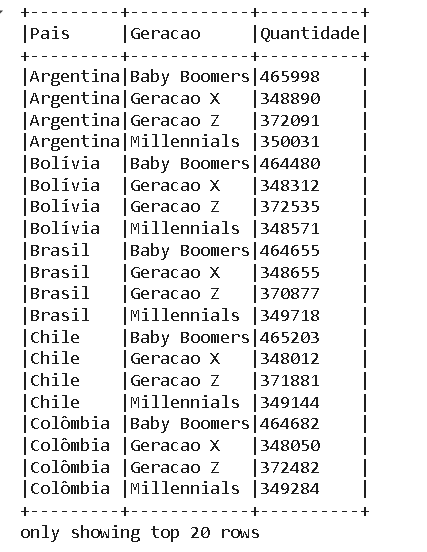 +---------+------------+----------+
|Pais     |Geracao     |Quantidade|
+---------+------------+----------+
|Argentina|Baby Boomers|465998    |
|Argentina|Geracao X   |348890    |
|Argentina|Geracao Z   |372091    |
|Argentina|Millennials |350031    |
|Bolívia  |Baby Boomers|464480    |
|Bolívia  |Geracao X   |348312    |
|Bolívia  |Geracao Z   |372535    |
|Bolívia  |Millennials |348571    |
|Brasil   |Baby Boomers|464655    |
|Brasil   |Geracao X   |348655    |
|Brasil   |Geracao Z   |370877    |
|Brasil   |Millennials |349718    |
|Chile    |Baby Boomers|465203    |
|Chile    |Geracao X   |348012    |
|Chile    |Geracao Z   |371881    |
|Chile    |Millennials |349144    |
|Colômbia |Baby Boomers|464682    |
|Colômbia |Geracao X   |348050    |
|Colômbia |Geracao Z   |372482    |
|Colômbia |Millennials |349284    |
+---------+------------+----------+
only showing top 20 rows